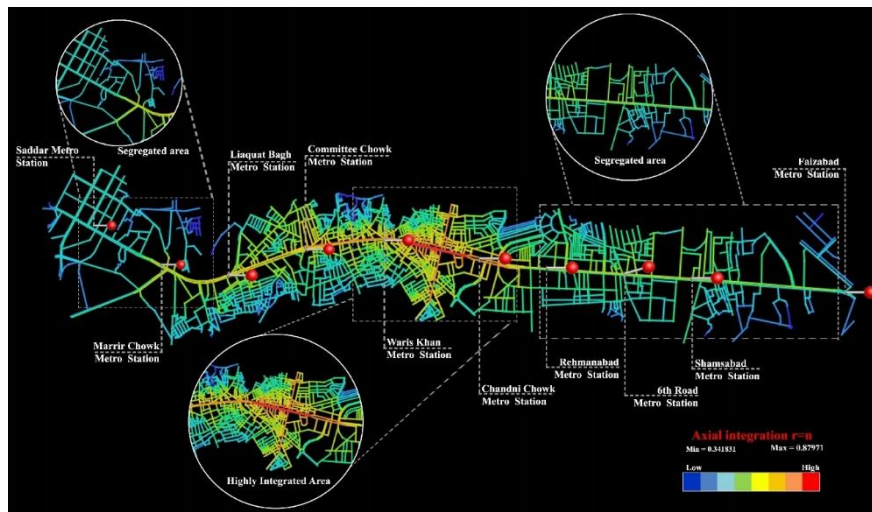 Segregated area
Saddar Metro
Station
Liaquat Bagh
Metro Station
Committee Chowk
Metro Station
Segregated area
Faizabad
Metro Station
Marrir Chowk
Metro Station
Waris Khan
Metro Station
Chandni Chowk
Metro Station
Rehmanabad
Metro Station
6th Road
Metro Station
Shamsabad
Metro Station
Highly Integrated Area
Axial integration r=n
Min = 0.341831 Max = 0.87971
Low High